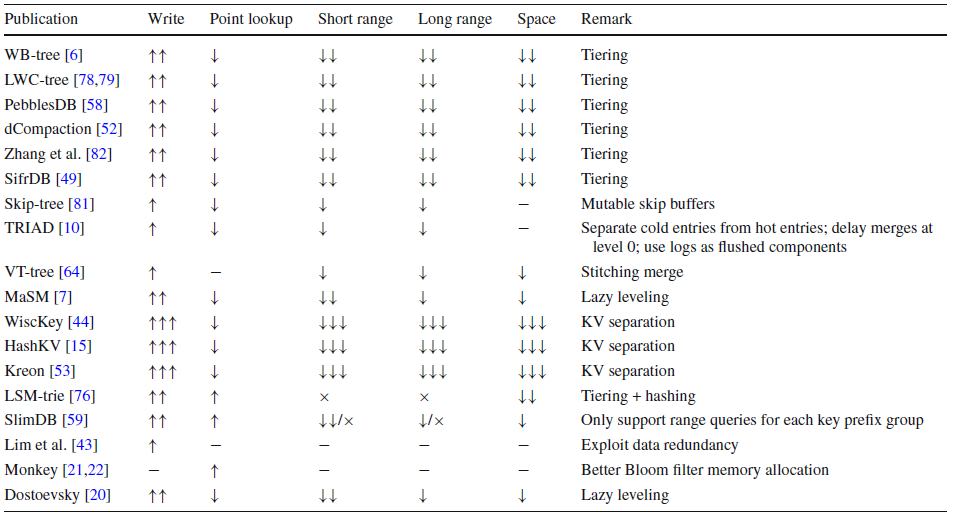 Publication Write Point lookup Short range Long range Space Remark
WB-tree [6] ↑↑ ↓ ↓↓ ↓↓ ↓↓ Tiering
LWC-tree [78,79] ↑↑ ↓ ↓↓ ↓↓ ↓↓ Tiering
PebblesDB [58] ↑↑ ↓ ↓↓ ↓↓ ↓↓ Tiering
dCompaction [52] ↑↑ ↓ ↓↓ ↓↓ ↓↓ Tiering
Zhang et al. [82] ↑↑ ↓ ↓↓ ↓↓ ↓↓ Tiering
SifrDB [49] ↑↑ ↓ ↓↓ ↓↓ ↓↓ Tiering
Skip-tree [81] ↑ ↓ ↓ ↓ – Mutable skip buffers
TRIAD [10] ↑ ↓ ↓ ↓ – Separate cold entries from hot entries; delay merges at
level 0; use logs as flushed components
VT-tree [64] ↑ – ↓ ↓ ↓ Stitching merge
MaSM [7] ↑↑ ↓ ↓↓ ↓ ↓ Lazy leveling
WiscKey [44] ↑↑↑ ↓ ↓↓↓ ↓↓↓ ↓↓↓ KV separation
HashKV [15] ↑↑↑ ↓ ↓↓↓ ↓↓↓ ↓↓↓ KV separation
Kreon [53] ↑↑↑ ↓ ↓↓↓ ↓↓↓ ↓↓↓ KV separation
LSM-trie [76] ↑↑ ↑ × × ↓↓ Tiering + hashing
SlimDB [59] ↑↑ ↑ ↓↓/× ↓/× ↓ Only support range queries for each key prefix group
Lim et al. [43] ↑ – – – – Exploit data redundancy
Monkey [21,22] – ↑ – – – Better Bloom filter memory allocation
Dostoevsky [20] ↑↑ ↓ ↓↓ ↓ ↓ Lazy leveling